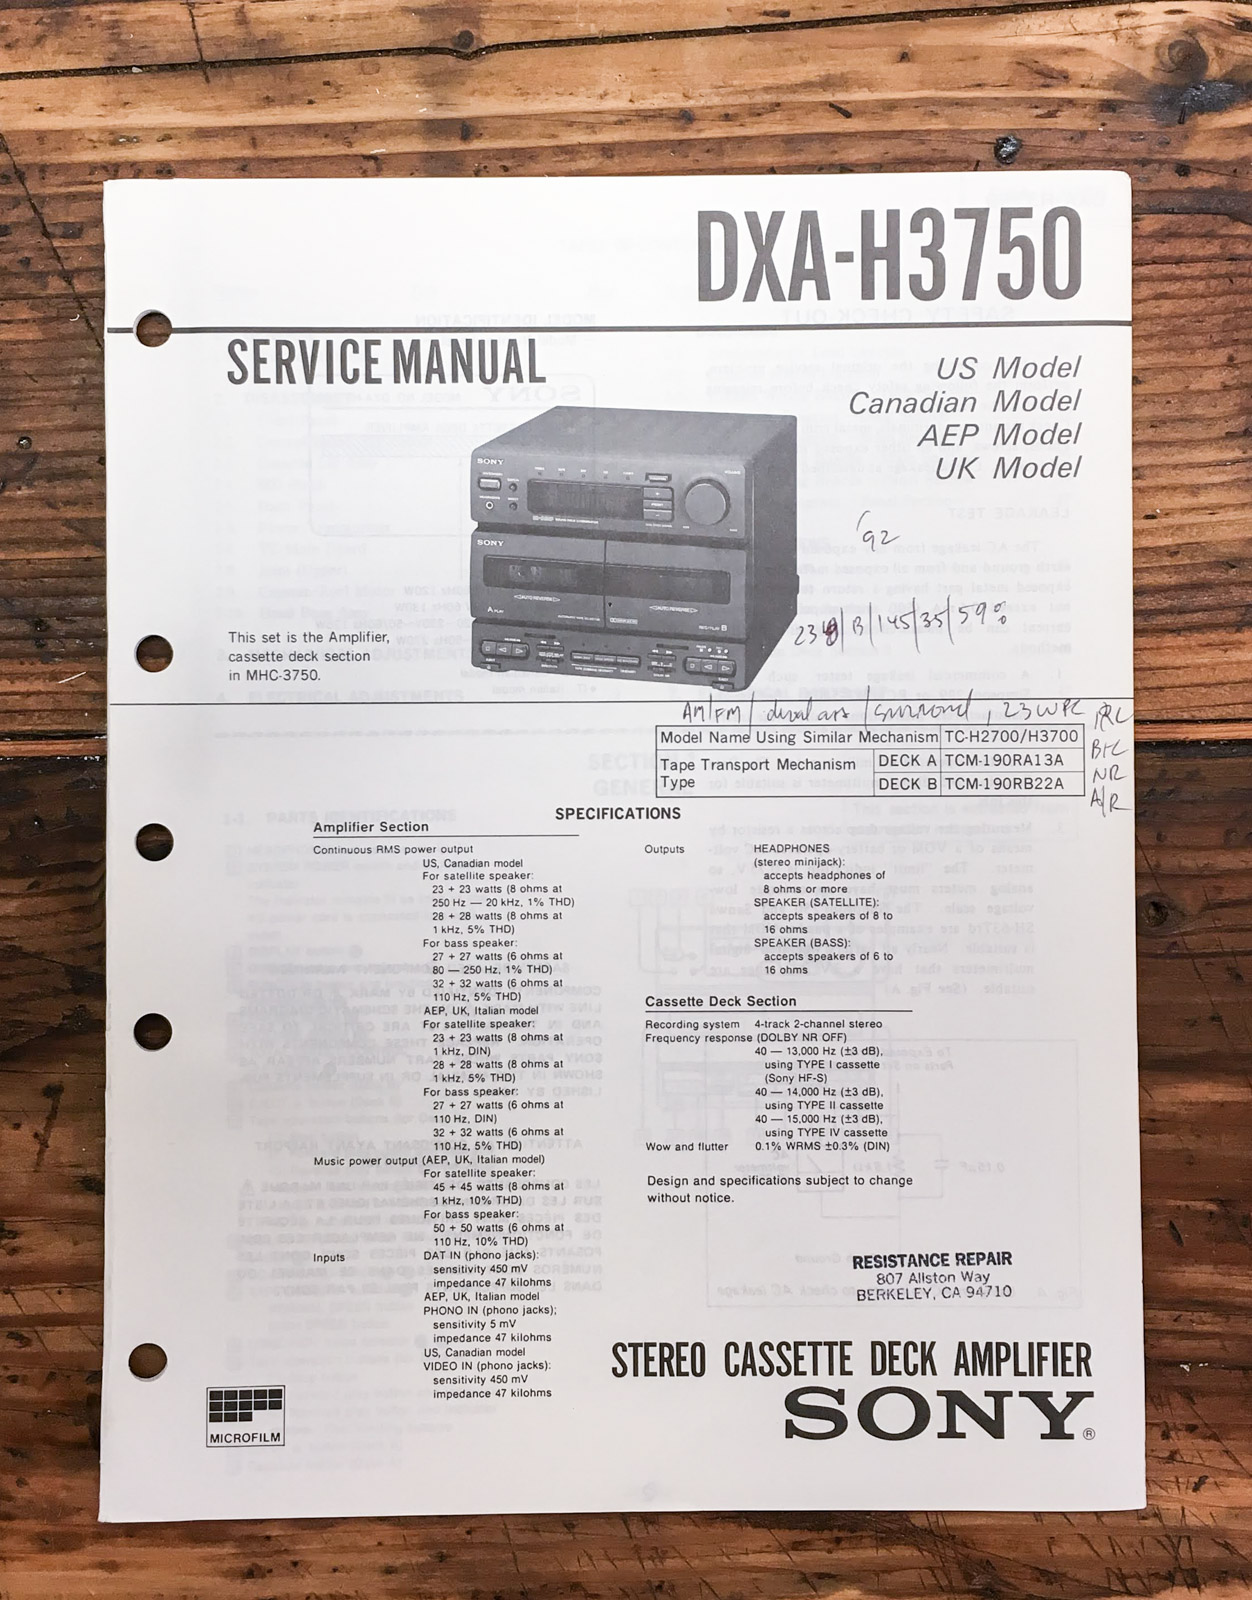 DXA-H3750
SERVICE MANUAL
US Model
Canadian Model
AEP Model
UK Model
SONY
SONY
A PLAY
AUTO REVERSE
AUTO REVERSE
REC/PLAY B
'92
B/145/35/59%
This set is the Amplifier,
cassette deck section
in MHC-3750.
AM/FM / dual ass / surround, 23WPC
Model Name Using Similar Mechanism TC-H2700/H3700
Tape Transport Mechanism Type DECK A TCM-190RA13A
DECK B TCM-190RB22A
B+C
NR
A/R
SPECIFICATIONS
Amplifier Section
Continuous RMS power output
US, Canadian model
For satellite speaker:
23 + 23 watts (8 ohms at
250 Hz — 20 kHz, 1% THD)
28 + 28 watts (8 ohms at
1 kHz, 5% THD)
For bass speaker:
27 + 27 watts (6 ohms at
80 — 250 Hz, 1% THD)
32 + 32 watts (6 ohms at
110 Hz, 5% THD)
AEP, UK, Italian model
For satellite speaker:
23 + 23 watts (8 ohms at
1 kHz, DIN)
28 + 28 watts (8 ohms at
1 kHz, 5% THD)
For bass speaker:
27 + 27 watts (6 ohms at
110 Hz, DIN)
32 + 32 watts (6 ohms at
110 Hz, 5% THD)
Music power output (AEP, UK, Italian model)
For satellite speaker:
45 + 45 watts (8 ohms at
1 kHz, 10% THD)
For bass speaker:
50 + 50 watts (6 ohms at
110 Hz, 10% THD)
Inputs DAT IN (phono jacks):
sensitivity 450 mV
impedance 47 kilohms
AEP, UK, Italian model
PHONO IN (phono jacks);
sensitivity 5 mV
impedance 47 kilohms
US, Canadian model
VIDEO IN (phono jacks):
sensitivity 450 mV
impedance 47 kilohms
Outputs HEADPHONES
(stereo minijack):
accepts headphones of
8 ohms or more
SPEAKER (SATELLITE):
accepts speakers of 8 to
16 ohms
SPEAKER (BASS):
accepts speakers of 6 to
16 ohms
Cassette Deck Section
Recording system 4-track 2-channel stereo
Frequency response (DOLBY NR OFF)
40 — 13,000 Hz (±3 dB),
using TYPE I cassette
(Sony HF-S)
40 — 14,000 Hz (±3 dB),
using TYPE II cassette
40 — 15,000 Hz (±3 dB),
using TYPE IV cassette
Wow and flutter 0.1% WRMS ±0.3% (DIN)
Design and specifications subject to change
without notice.
RESISTANCE REPAIR
807 Allston Way
BERKELEY, CA 94710
MICROFILM
STEREO CASSETTE DECK AMPLIFIER
SONY®